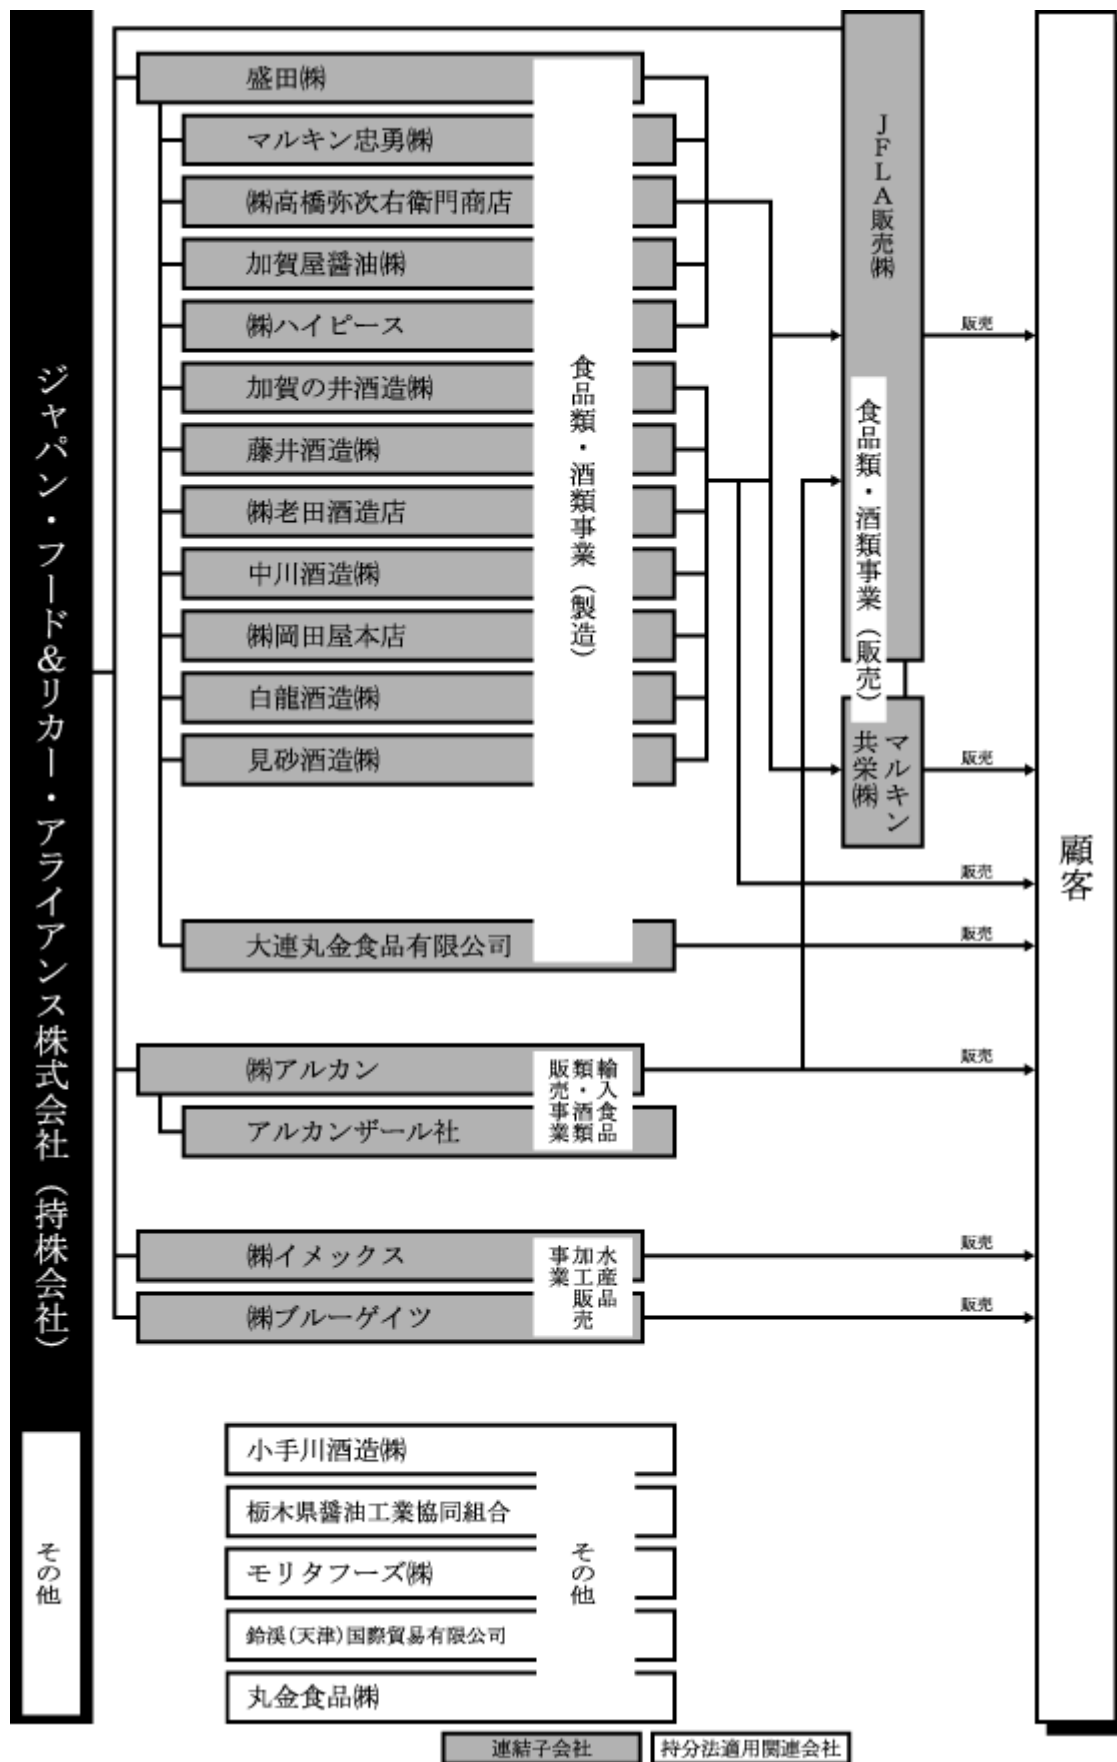 ジャパン・フード&リカー・アライアンス株式会社（持株会社）
その他
盛田㈱
マルキン忠勇㈱
㈱高橋弥次右衛門商店
加賀屋醤油㈱
㈱ハイピース
加賀の井酒造㈱
藤井酒造㈱
㈱老田酒造店
中川酒造㈱
㈱岡田屋本店
白龍酒造㈱
見砂酒造㈱
大連丸金食品有限公司
食品類・酒類事業（製造）
㈱アルカン
アルカンザール社
輸入食品
類・酒類
販売事業
㈱イメックス
㈱ブルーゲイツ
水産品
加工販売
事業
小手川酒造㈱
栃木県醤油工業協同組合
モリタフーズ㈱
鈴渓(天津)国際貿易有限公司
丸金食品㈱
その他
JFLA販売㈱
食品類・酒類事業（販売）
マルキン
共栄㈱
販売
販売
販売
販売
販売
販売
販売
顧客
連結子会社
持分法適用関連会社